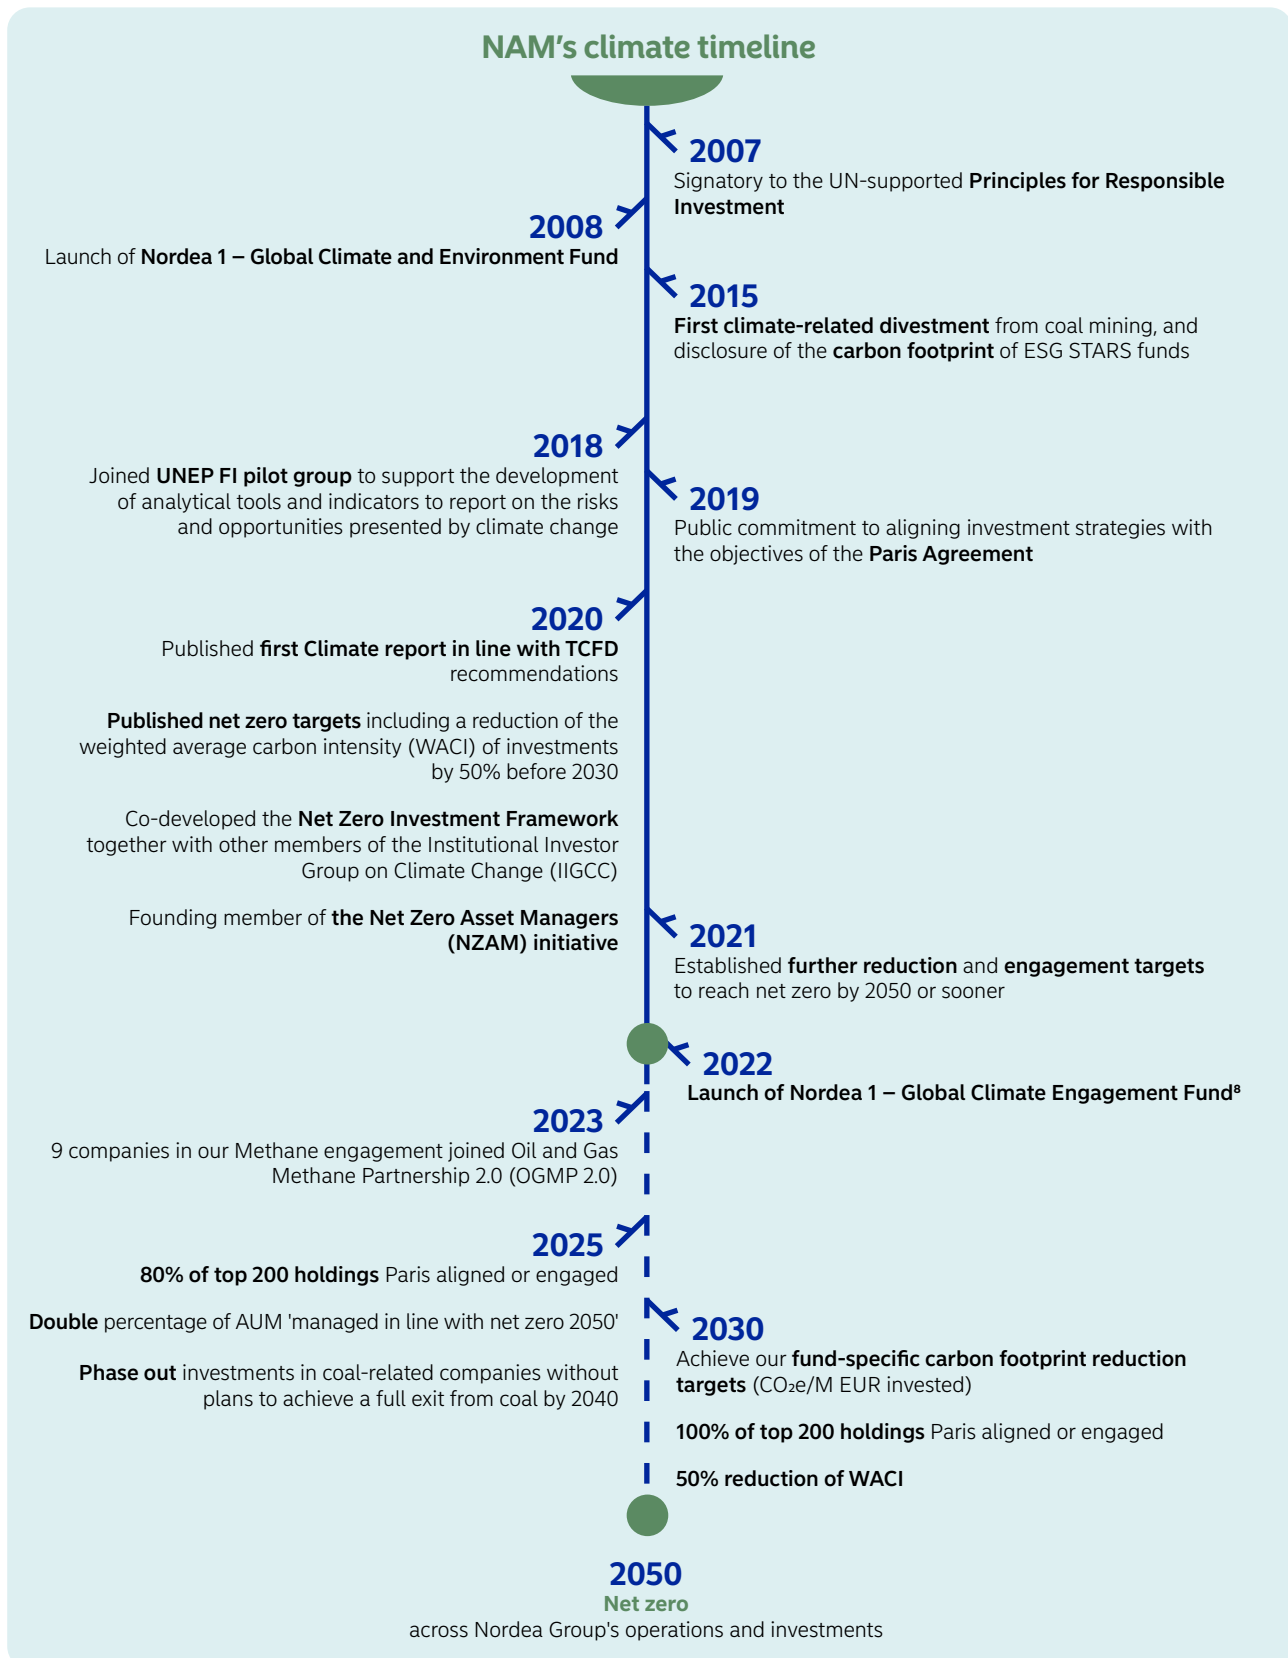 NAM's climate timeline
2007
Signatory to the UN-supported Principles for Responsible
Investment
2008
Launch of Nordea 1 – Global Climate and Environment Fund
2015
First climate-related divestment from coal mining, and
disclosure of the carbon footprint of ESG STARS funds
2018
Joined UNEP FI pilot group to support the development
of analytical tools and indicators to report on the risks
and opportunities presented by climate change
2019
Public commitment to aligning investment strategies with
the objectives of the Paris Agreement
2020
Published first Climate report in line with TCFD
recommendations
Published net zero targets including a reduction of the
weighted average carbon intensity (WACI) of investments
by 50% before 2030
Co-developed the Net Zero Investment Framework
together with other members of the Institutional Investor
Group on Climate Change (IIGCC)
Founding member of the Net Zero Asset Managers
(NZAM) initiative
2021
Established further reduction and engagement targets
to reach net zero by 2050 or sooner
2022
Launch of Nordea 1 – Global Climate Engagement Fund⁸
2023
9 companies in our Methane engagement joined Oil and Gas
Methane Partnership 2.0 (OGMP 2.0)
2025
80% of top 200 holdings Paris aligned or engaged
Double percentage of AUM 'managed in line with net zero 2050'
Phase out investments in coal-related companies without
plans to achieve a full exit from coal by 2040
2030
Achieve our fund-specific carbon footprint reduction
targets (CO₂e/M EUR invested)
100% of top 200 holdings Paris aligned or engaged
50% reduction of WACI
2050
Net zero
across Nordea Group's operations and investments